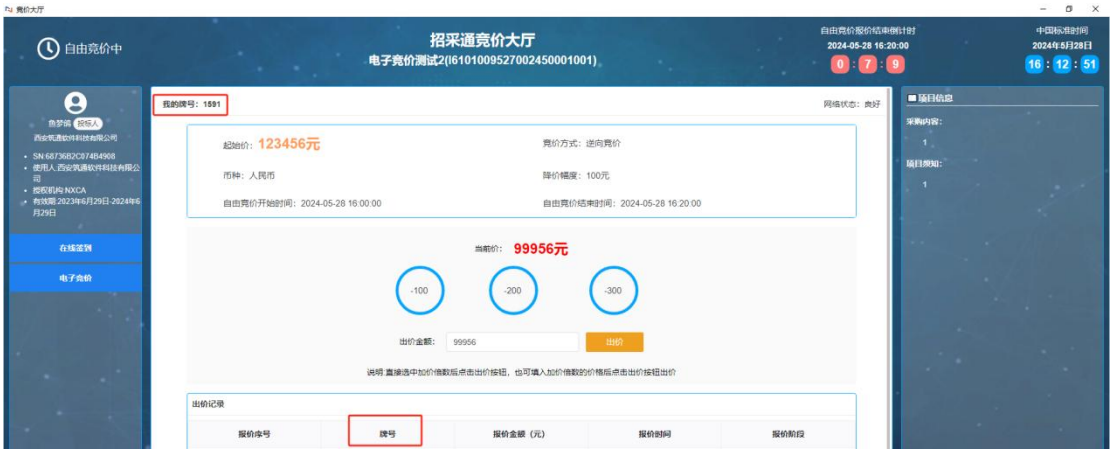 竞价大厅
自由竞价中
招采通竞价大厅
电子竞价测试2(I6101009527002450001001)
自由竞价报价结束倒计时
2024-05-28 16:20:00
0 : 7 : 9
中国标准时间
2024年5月28日
16 : 12 : 51
投标人
西安筑通软件科技有限公司
SN:68736B2C074B4908
使用人:西安筑通软件科技有限公司
授权机构:NXCA
有效期:2023年6月29日-2024年6月29日
在线签到
电子竞价
我的牌号：1591
网络状态：良好
起始价：123456元
竞价方式：逆向竞价
币种：人民币
降价幅度：100元
自由竞价开始时间：2024-05-28 16:00:00
自由竞价结束时间：2024-05-28 16:20:00
当前价：99956元
-100
-200
-300
出价金额：
99956
出价
说明:直接选中加价倍数后点击出价按钮，也可填入加价倍数的价格后点击出价按钮出价
出价记录
报价序号
牌号
报价金额（元）
报价时间
报价阶段
项目信息
采购内容：
1
项目须知：
1